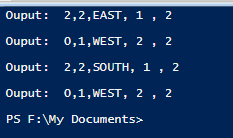 Ouput:  2,2,EAST, 1 , 2
Ouput:  0,1,WEST, 2 , 2
Ouput:  2,2,SOUTH, 1 , 2
Ouput:  0,1,WEST, 2 , 2
PS F:\My Documents>